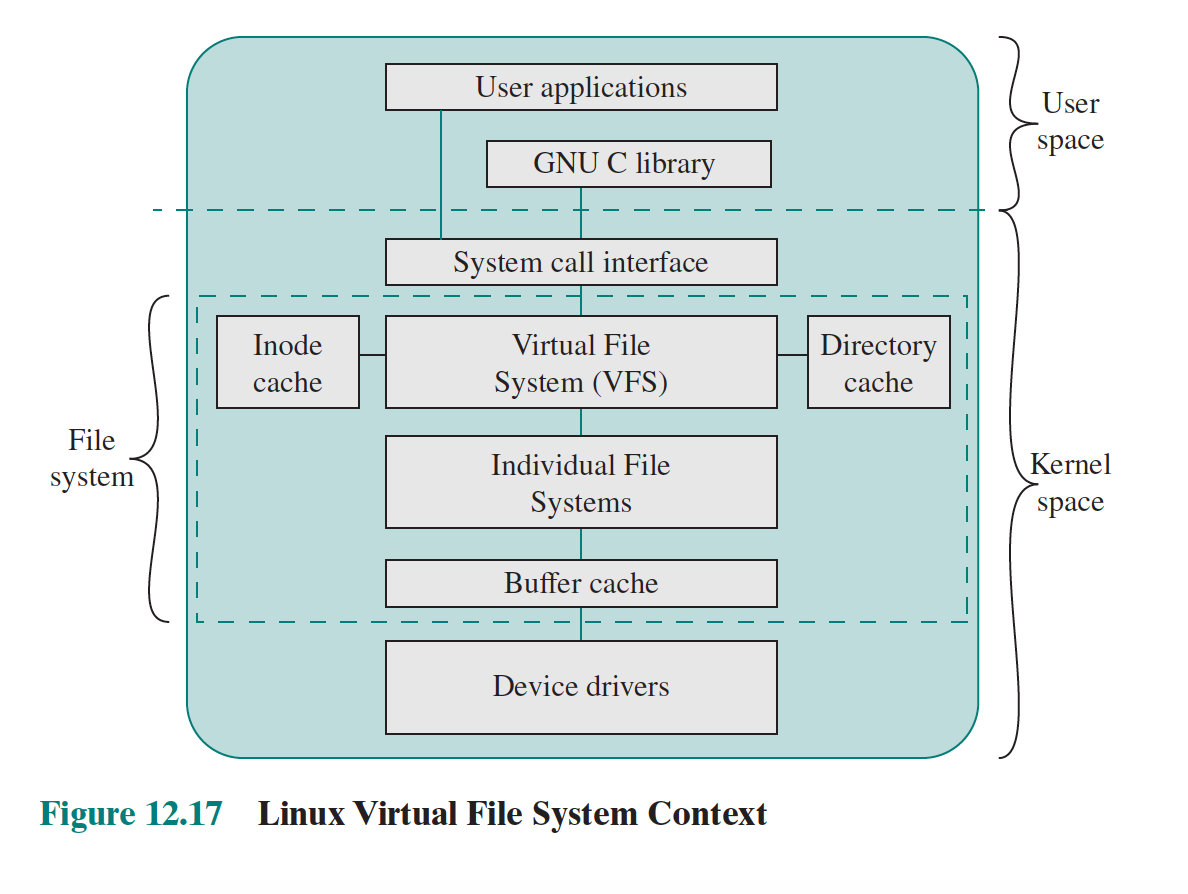 User applications
User
space
GNU C library
System call interface
Inode
cache
Virtual File
System (VFS)
Directory
cache
File
system
Individual File
Systems
Kernel
space
Buffer cache
Device drivers
Figure 12.17 Linux Virtual File System Context